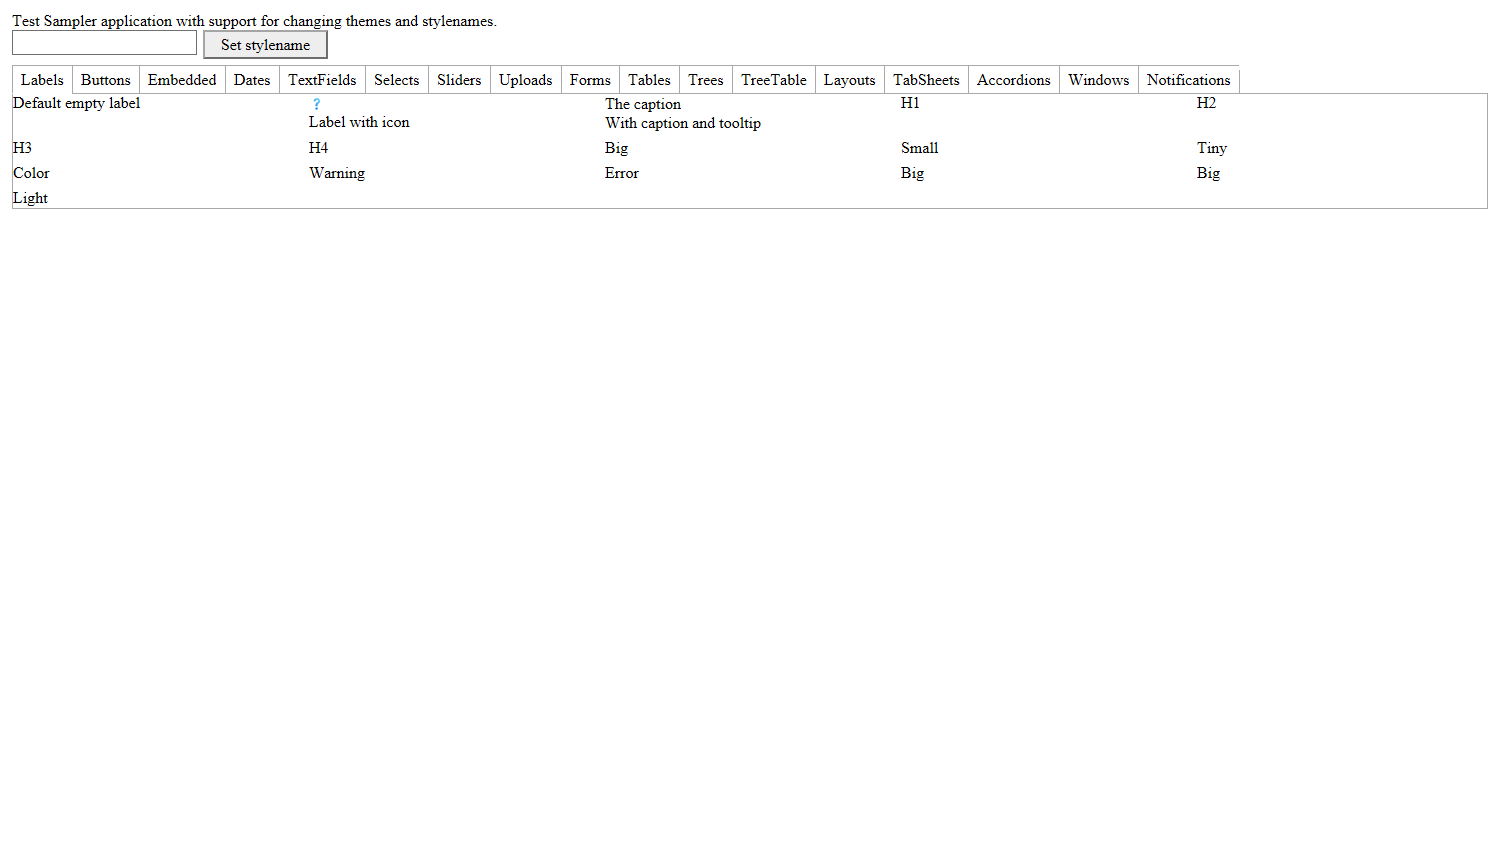 Test Sampler application with support for changing themes and stylenames.
Set stylename
Labels Buttons Embedded Dates TextFields Selects Sliders Uploads Forms Tables Trees TreeTable Layouts TabSheets Accordions Windows Notifications
Default empty label ? The caption H1 H2
Label with icon With caption and tooltip
H3 H4 Big Small Tiny
Color Warning Error Big Big
Light